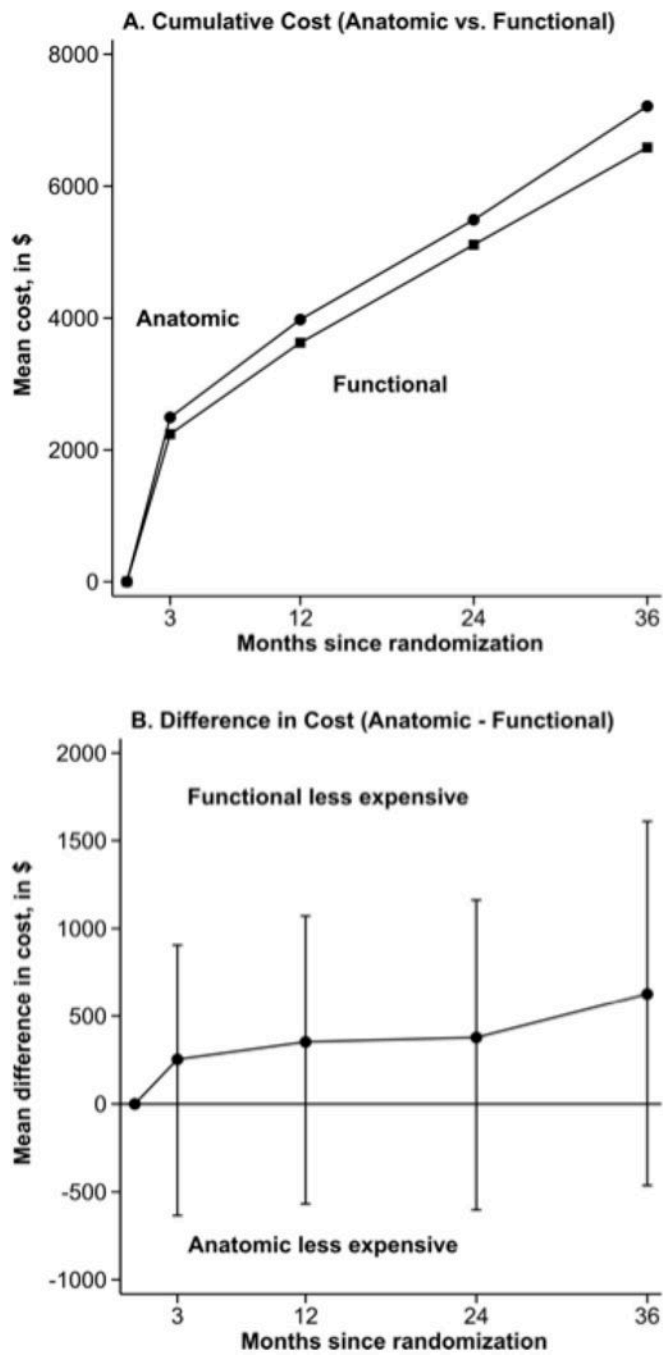 A. Cumulative Cost (Anatomic vs. Functional)
8000
6000
4000
2000
0
Mean cost, in $
Anatomic
Functional
3 12 24 36
Months since randomization
B. Difference in Cost (Anatomic - Functional)
2000
1500
1000
500
0
-500
-1000
Mean difference in cost, in $
Functional less expensive
Anatomic less expensive
3 12 24 36
Months since randomization